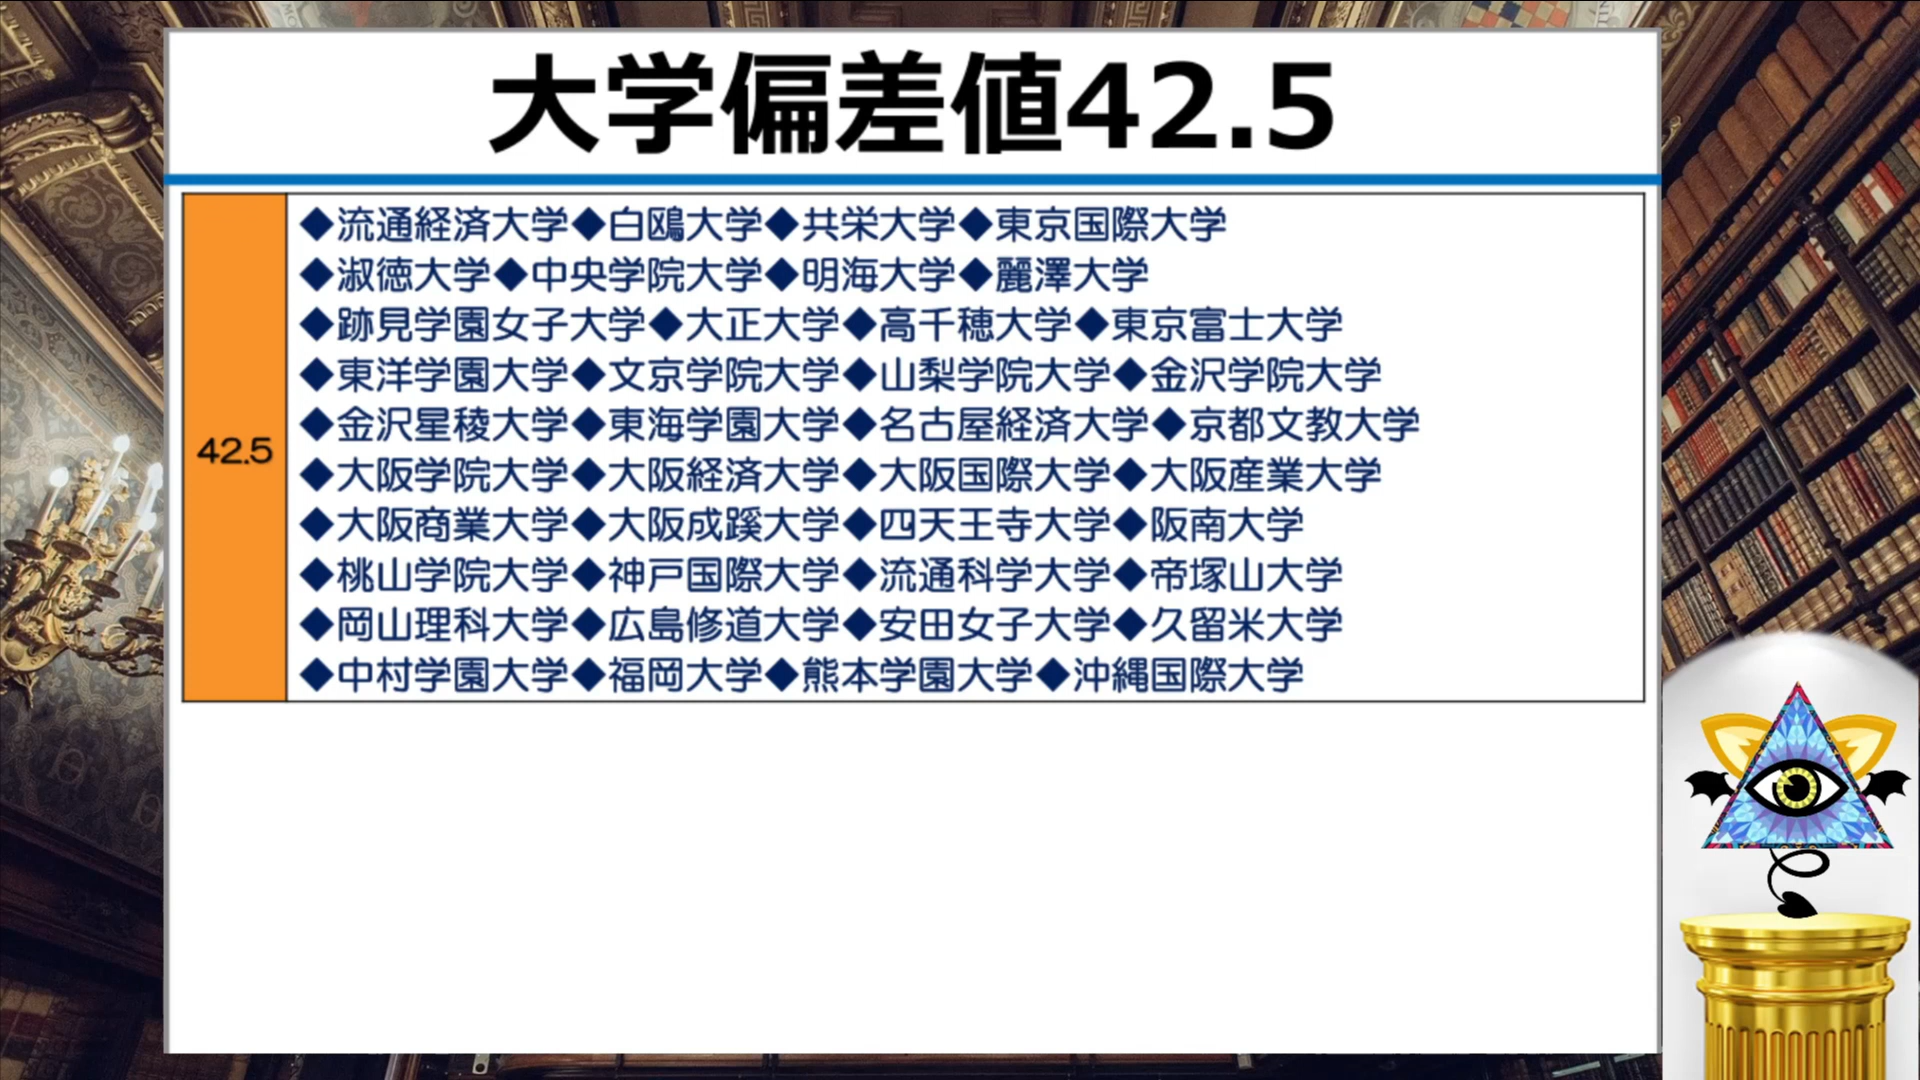 大学偏差値42.5
42.5
◆流通経済大学◆白鴎大学◆共栄大学◆東京国際大学
◆淑徳大学◆中央学院大学◆明海大学◆麗澤大学
◆跡見学園女子大学◆大正大学◆高千穂大学◆東京富士大学
◆東洋学園大学◆文京学院大学◆山梨学院大学◆金沢学院大学
◆金沢星稜大学◆東海学園大学◆名古屋経済大学◆京都文教大学
◆大阪学院大学◆大阪経済大学◆大阪国際大学◆大阪産業大学
◆大阪商業大学◆大阪成蹊大学◆四天王寺大学◆阪南大学
◆桃山学院大学◆神戸国際大学◆流通科学大学◆帝塚山大学
◆岡山理科大学◆広島修道大学◆安田女子大学◆久留米大学
◆中村学園大学◆福岡大学◆熊本学園大学◆沖縄国際大学